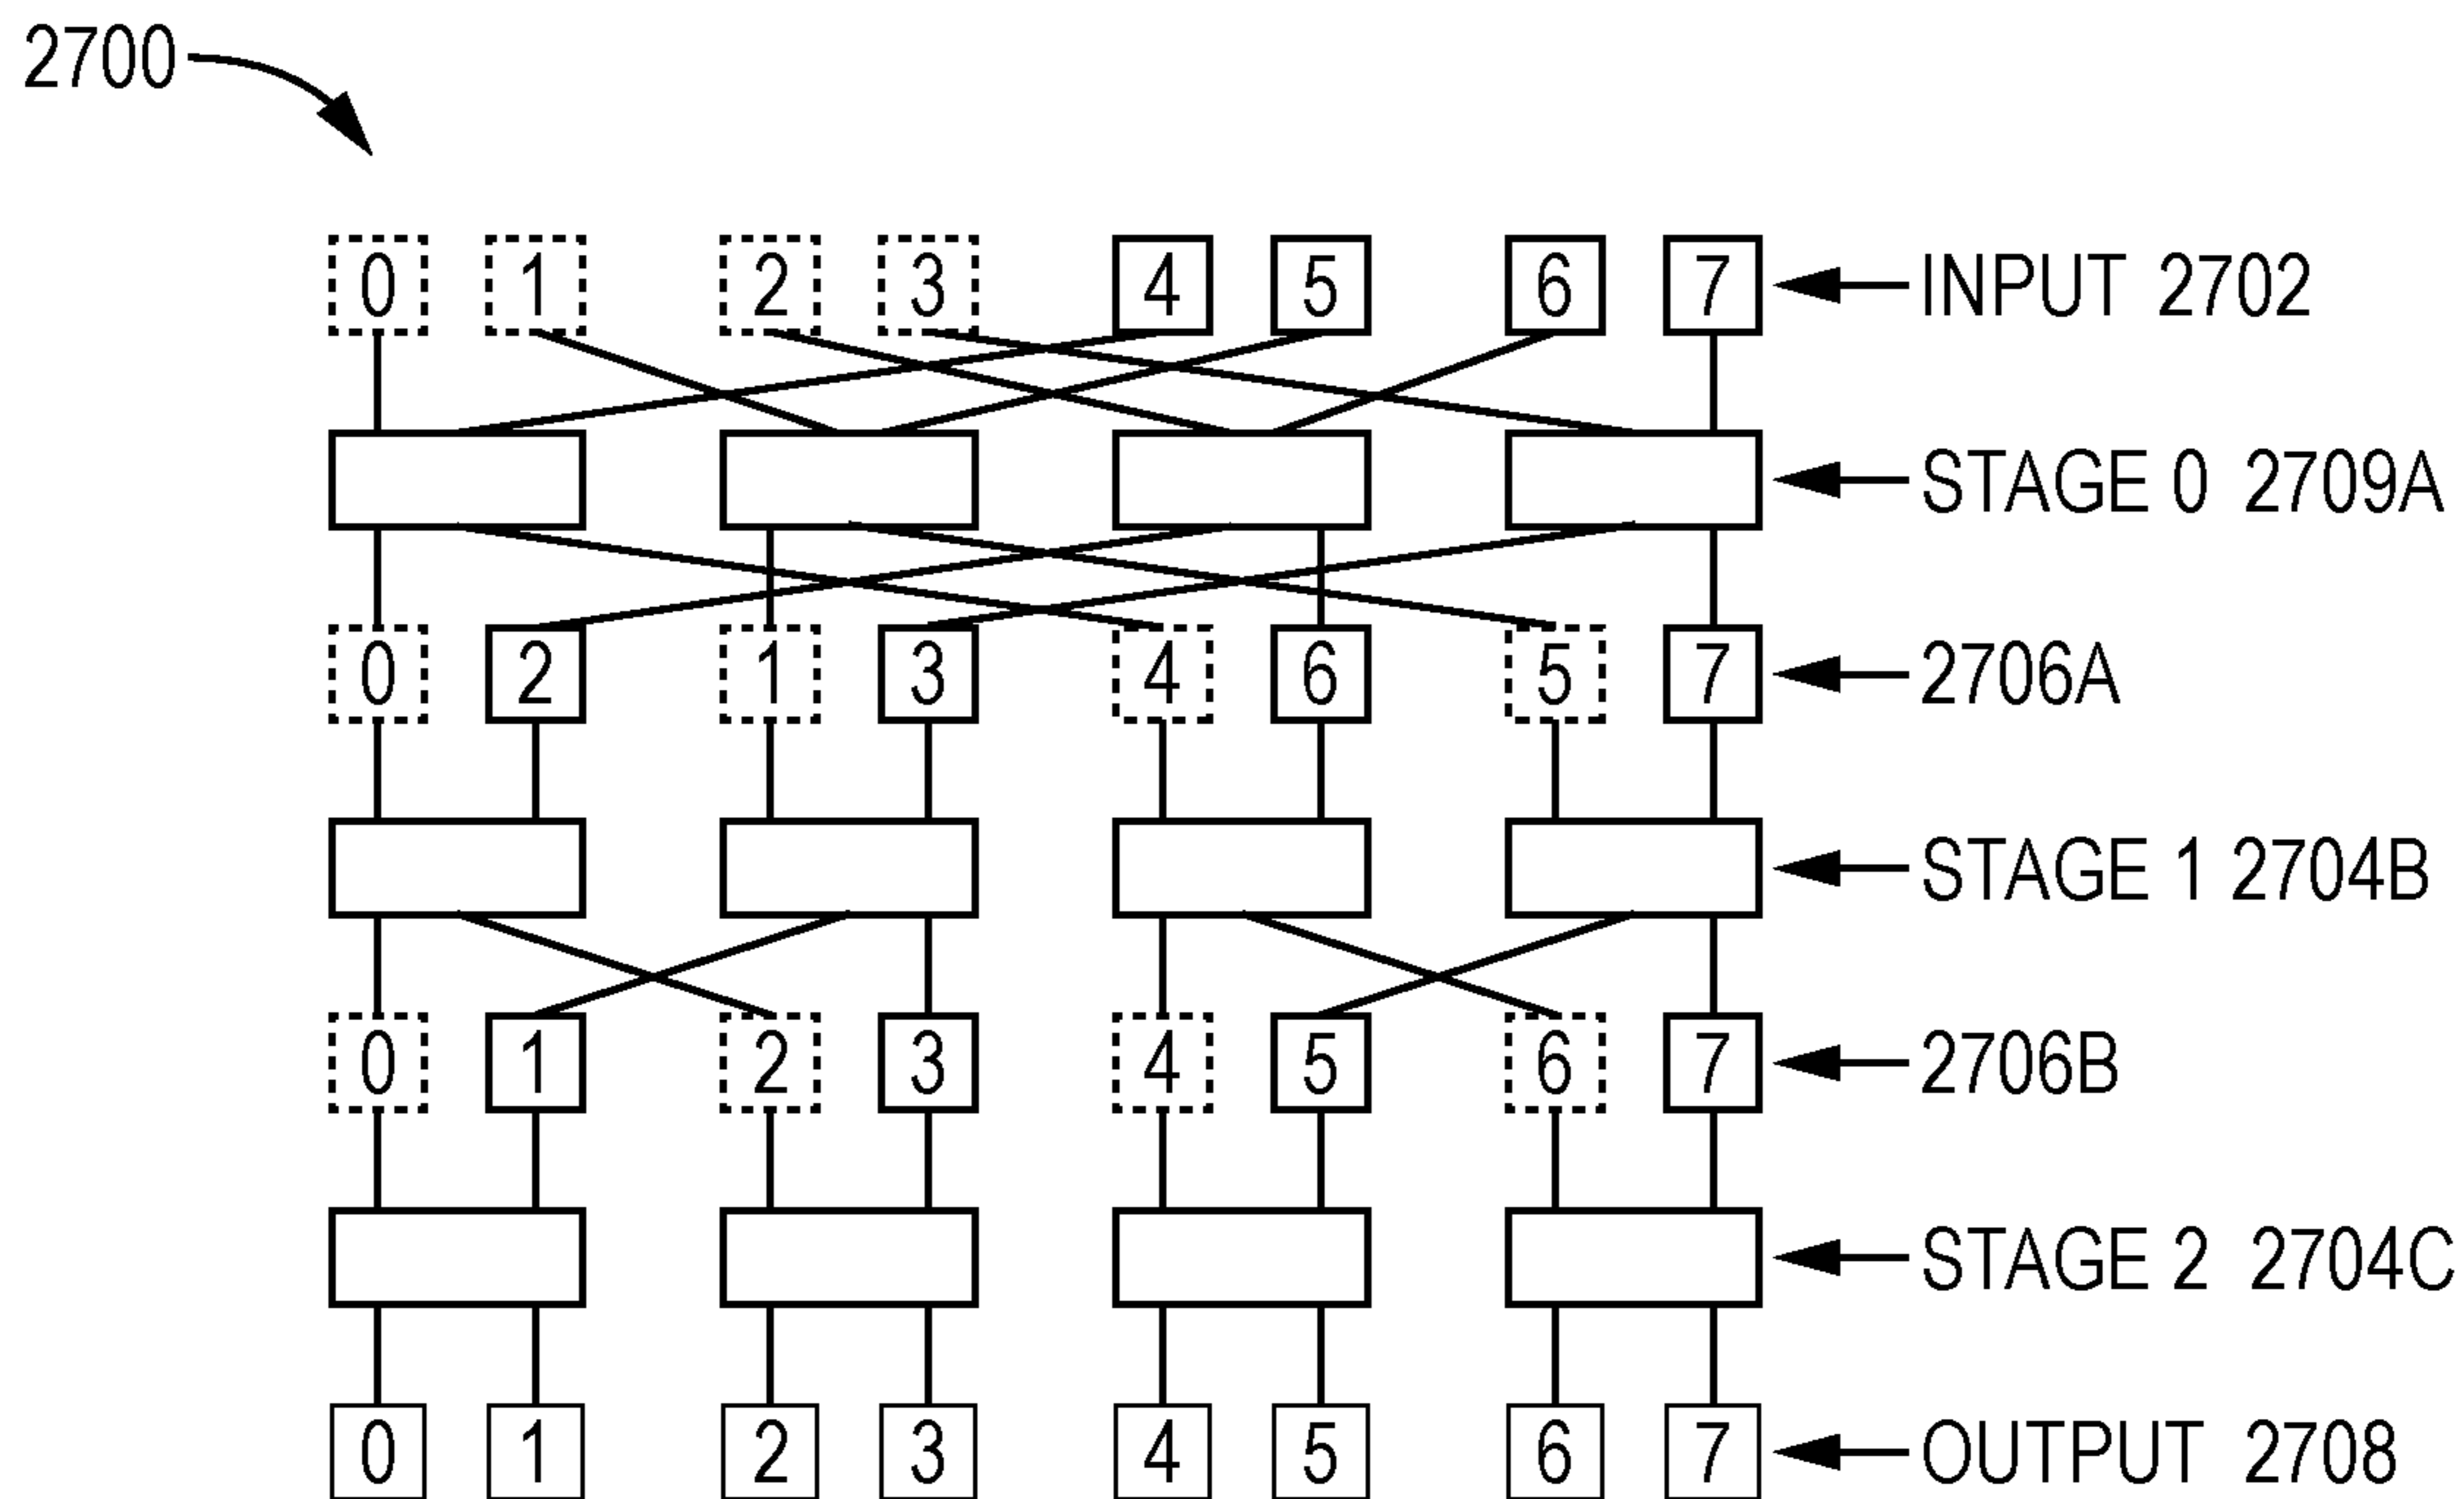 2700
0 1 2 3 4 5 6 7 INPUT 2702
STAGE 0 2709A
0 2 1 3 4 6 5 7 2706A
STAGE 1 2704B
0 1 2 3 4 5 6 7 2706B
STAGE 2 2704C
0 1 2 3 4 5 6 7 OUTPUT 2708